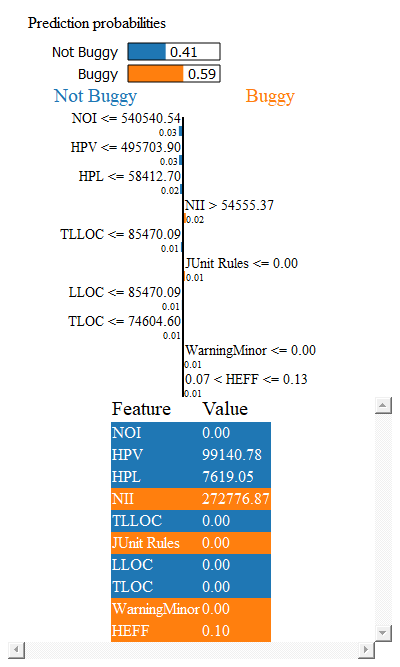 Prediction probabilities
Not Buggy 0.41
Buggy 0.59
Not Buggy Buggy
NOI <= 540540.54
0.03
HPV <= 495703.90
0.03
HPL <= 58412.70
0.02
NII > 54555.37
0.02
TLLOC <= 85470.09
0.01
JUnit Rules <= 0.00
0.01
LLOC <= 85470.09
0.01
TLOC <= 74604.60
0.01
WarningMinor <= 0.00
0.01
0.07 < HEFF <= 0.13
0.01
Feature Value
NOI 0.00
HPV 99140.78
HPL 7619.05
NII 272776.87
TLLOC 0.00
JUnit Rules 0.00
LLOC 0.00
TLOC 0.00
WarningMinor 0.00
HEFF 0.10